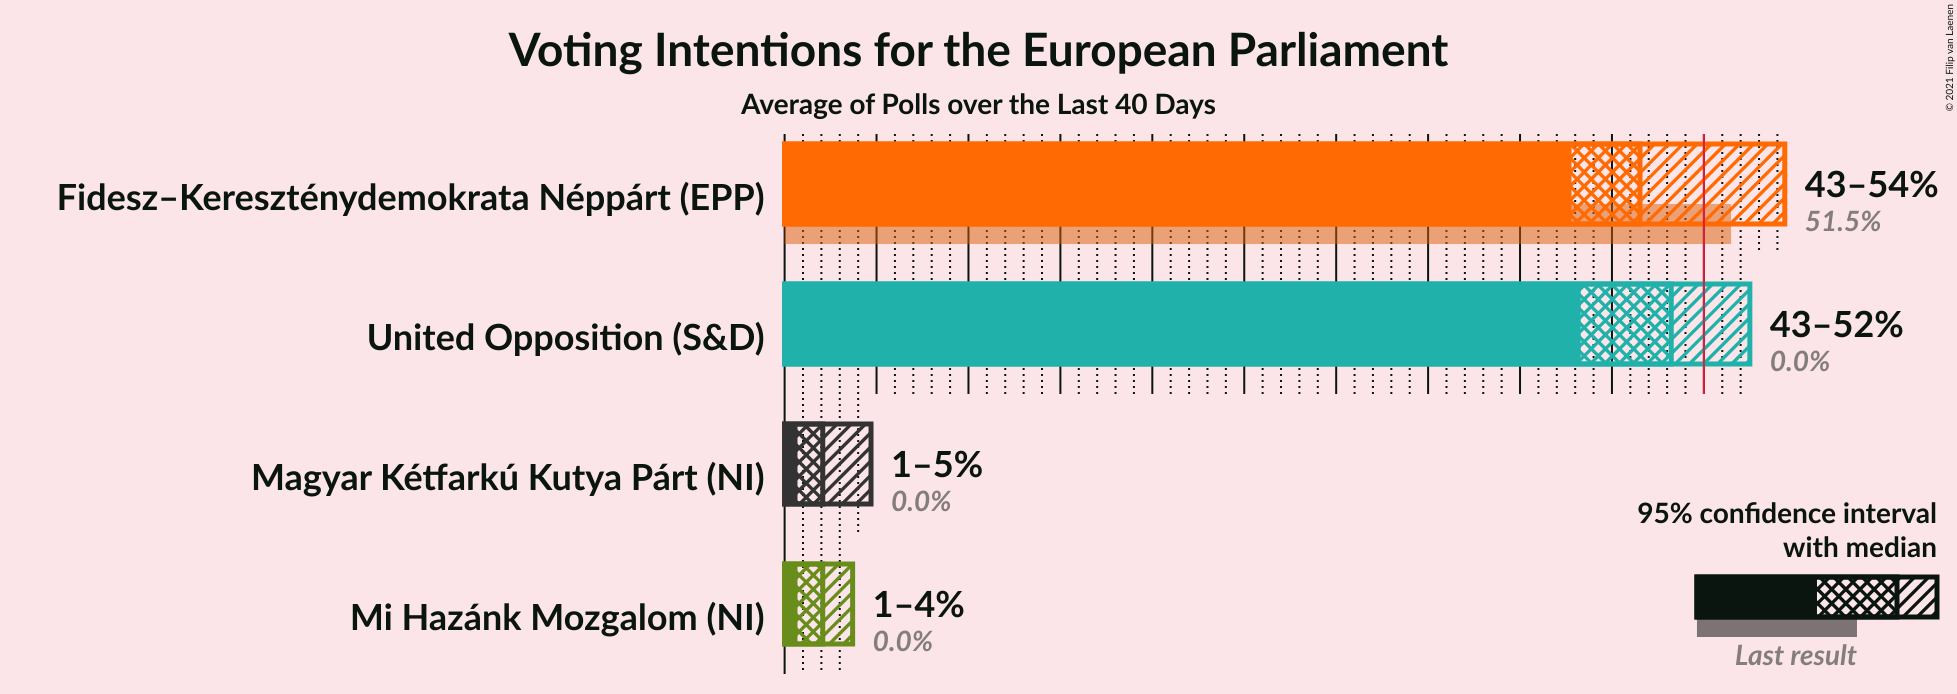 Voting Intentions for the European Parliament
Average of Polls over the Last 40 Days
© 2021 Filip van Laenen
Fidesz–Kereszténydemokrata Néppárt (EPP)
43–54%
51.5%
United Opposition (S&D)
43–52%
0.0%
Magyar Kétfarkú Kutya Párt (NI)
1–5%
0.0%
Mi Hazánk Mozgalom (NI)
1–4%
0.0%
95% confidence interval
with median
Last result